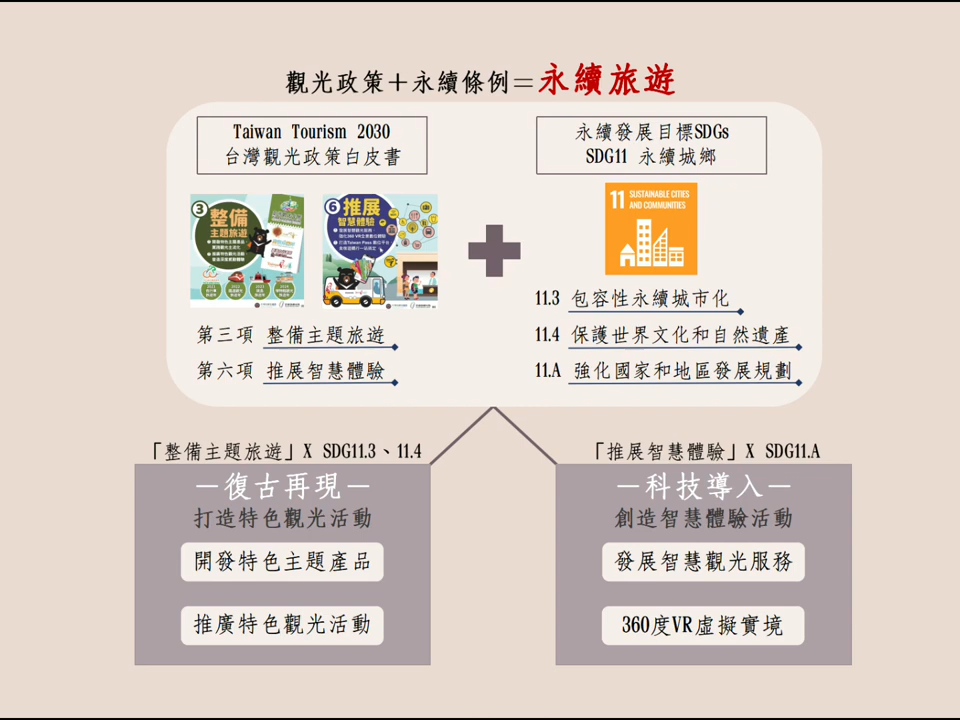 觀光政策＋永續條例＝永續旅遊
Taiwan Tourism 2030
台灣觀光政策白皮書
永續發展目標SDGs
SDG11 永續城鄉
3 整備
主題旅遊
6 推展
智慧體驗
11 SUSTAINABLE CITIES
AND COMMUNITIES
第三項 整備主題旅遊
第六項 推展智慧體驗
11.3 包容性永續城市化
11.4 保護世界文化和自然遺產
11.A 強化國家和地區發展規劃
「整備主題旅遊」X SDG11.3、11.4
－復古再現－
打造特色觀光活動
開發特色主題產品
推廣特色觀光活動
「推展智慧體驗」X SDG11.A
－科技導入－
創造智慧體驗活動
發展智慧觀光服務
360度VR虛擬實境